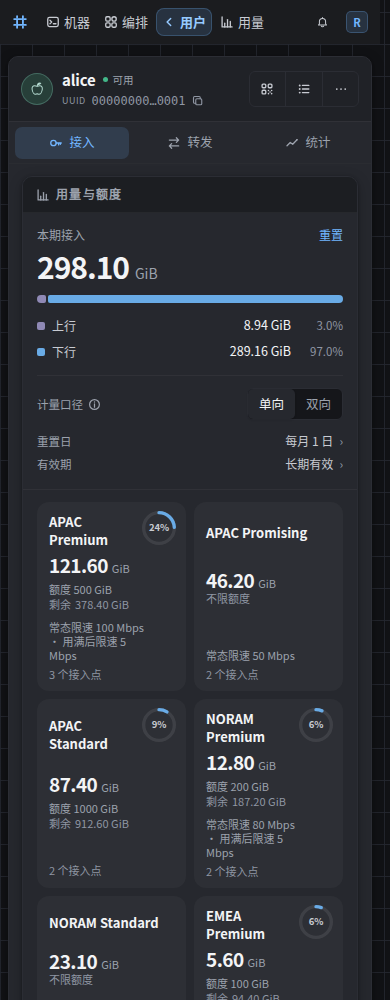 机器 编排 用户 用量 R
alice 可用
UUID 00000000…0001
接入 转发 统计
用量与额度
本期接入 重置
298.10 GiB
上行 8.94 GiB 3.0%
下行 289.16 GiB 97.0%
计量口径 单向 双向
重置日 每月 1 日 ›
有效期 长期有效 ›
APAC
Premium
24%
121.60 GiB
额度 500 GiB
剩余 378.40 GiB
常态限速 100 Mbps
· 用满后限速 5
Mbps
3 个接入点
APAC Promising
46.20 GiB
不限额度
常态限速 50 Mbps
2 个接入点
APAC
Standard
9%
87.40 GiB
额度 1000 GiB
剩余 912.60 GiB
2 个接入点
NORAM
Premium
6%
12.80 GiB
额度 200 GiB
剩余 187.20 GiB
常态限速 80 Mbps
· 用满后限速 5
Mbps
2 个接入点
NORAM Standard
23.10 GiB
不限额度
EMEA
Premium
6%
5.60 GiB
额度 100 GiB
剩余 94.40 GiB